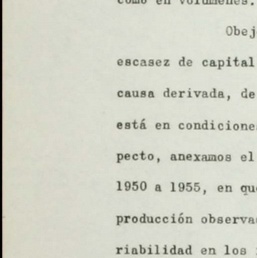 como en volúmenes.
Obej
escasez de capital
causa derivada, de
está en condicione
pecto, anexamos el
1950 a 1955, en qu
producción observa
riabilidad en los